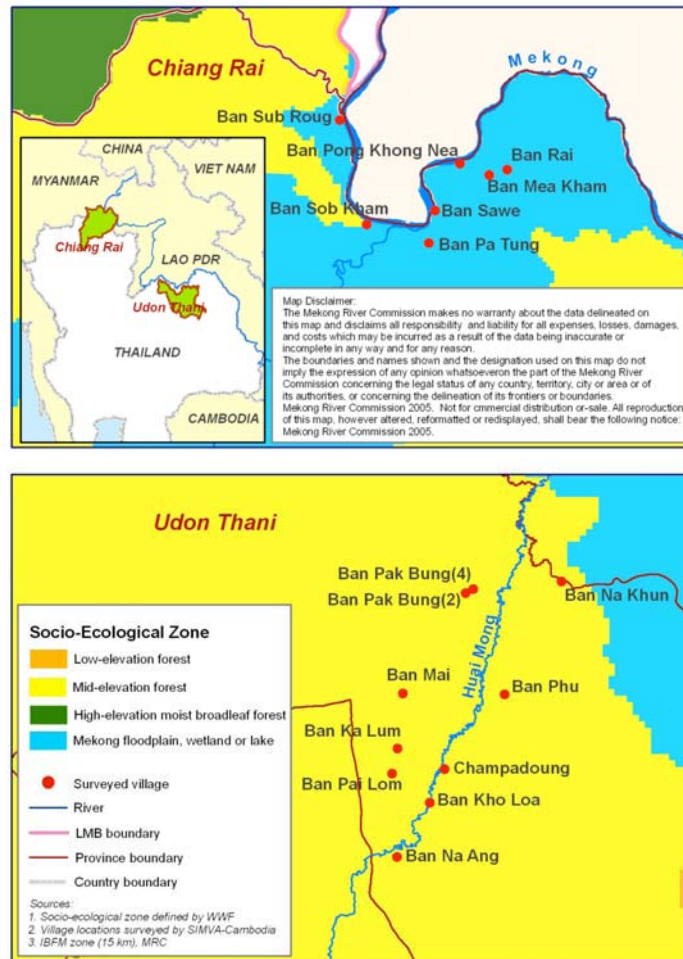 Chiang Rai
Mekong
Ban Sub Roug
Ban Pong Khong Nea
Ban Rai
Ban Mea Kham
Ban Sob Kham
Ban Sawe
Ban Pa Tung
CHINA
MYANMAR
VIET NAM
Chiang Rai
LAO PDR
Udon Thani
THAILAND
CAMBODIA
Map Disclaimer:
The Mekong River Commission makes no warranty about the data delineated on
this map and disclaims all responsibility and liability for all expenses, losses, damages,
and costs which may be incurred as a result of the data being inaccurate or
incomplete in any way and for any reason.
The boundaries and names shown and the designation used on this map do not
imply the expression of any opinion whatsoeveron the part of the Mekong River
Commission concerning the legal status of any country, territory, city or area or of
its authorities, or concerning the delineation of its frontiers or boundaries.
Mekong River Commission 2005. Not for cmmercial distribution or-sale. All reproduction
of this map, however altered, reformatted or redisplayed, shall bear the following notice:
Mekong River Commission 2005.
Udon Thani
Ban Pak Bung(4)
Ban Pak Bung(2)
Ban Na Khun
Huai Mong
Ban Mai
Ban Phu
Ban Ka Lum
Ban Pai Lom
Champadoung
Ban Kho Loa
Ban Na Ang
Socio-Ecological Zone
Low-elevation forest
Mid-elevation forest
High-elevation moist broadleaf forest
Mekong floodplain, wetland or lake
Surveyed village
River
LMB boundary
Province boundary
Country boundary
Sources:
1. Socio-ecological zone defined by WWF
2. Village locations surveyed by SIMVA-Cambodia
3. IBFM zone (15 km), MRC